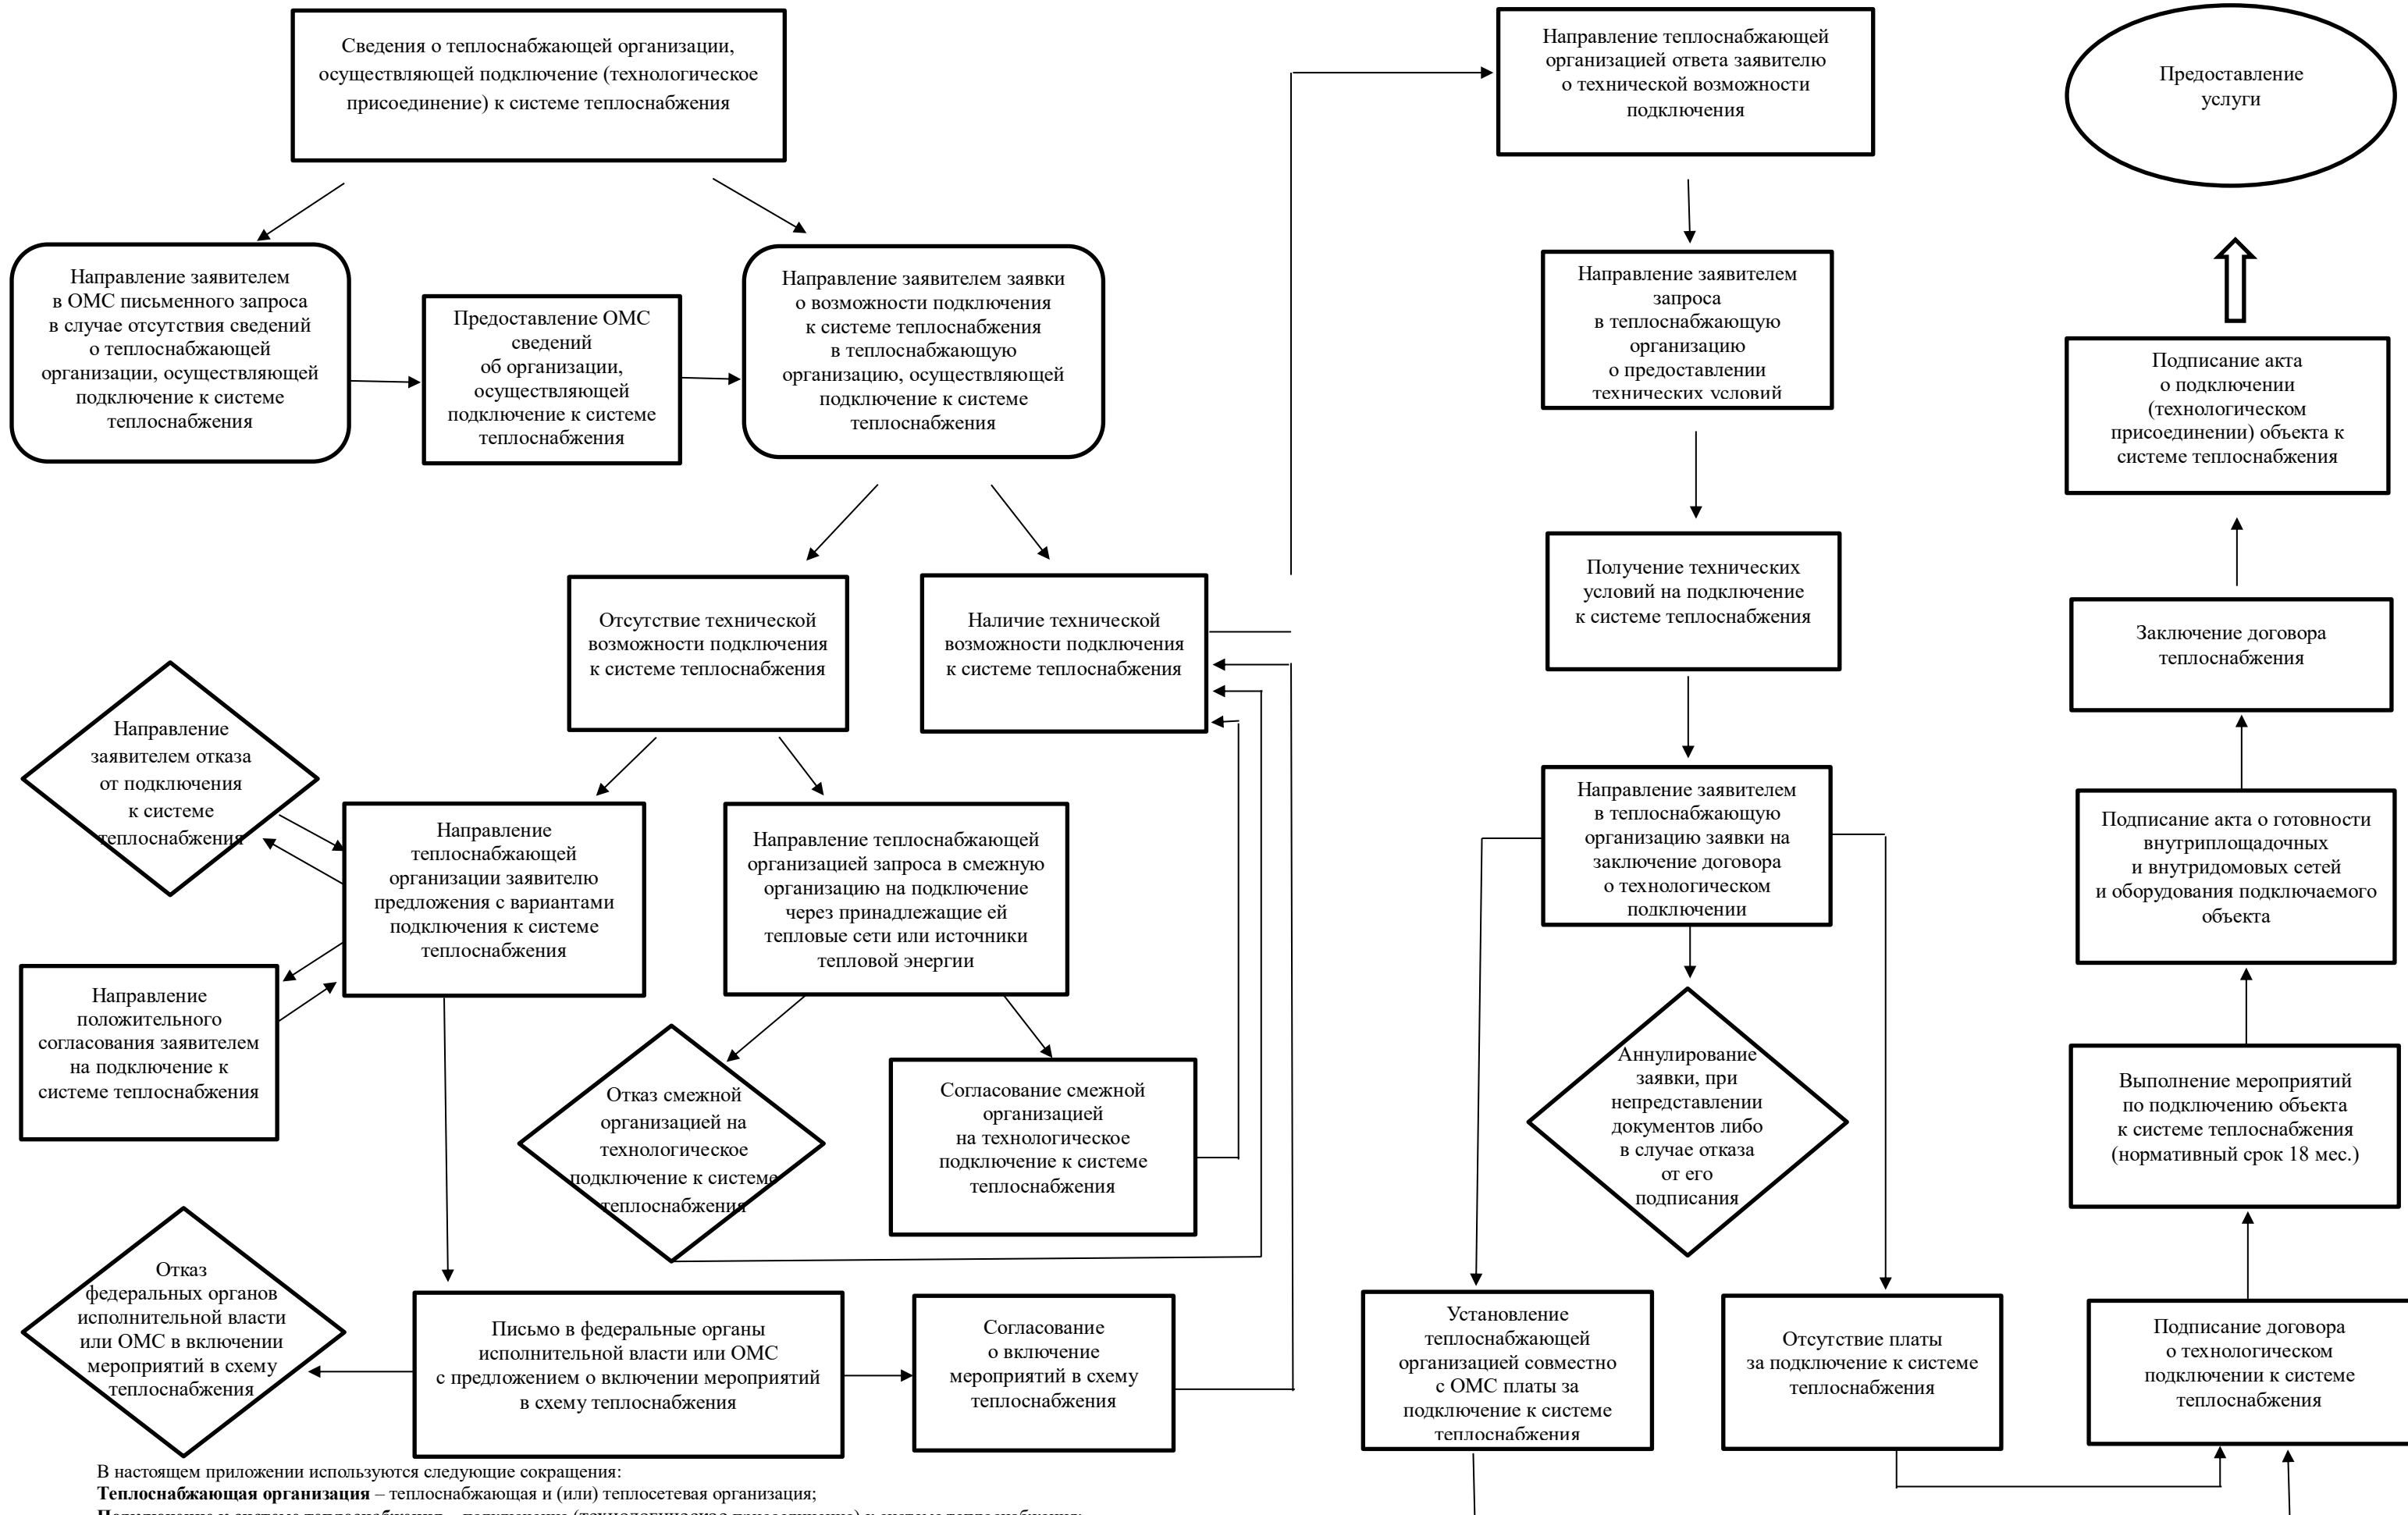 Сведения о теплоснабжающей организации,
осуществляющей подключение (технологическое
присоединение) к системе теплоснабжения
Направление заявителем
в ОМС письменного запроса
в случае отсутствия сведений
о теплоснабжающей
организации, осуществляющей
подключение к системе
теплоснабжения
Предоставление ОМС
сведений
об организации,
осуществляющей
подключение к системе
теплоснабжения
Направление заявителем заявки
о возможности подключения
к системе теплоснабжения
в теплоснабжающую
организацию, осуществляющей
подключение к системе
теплоснабжения
Отсутствие технической
возможности подключения
к системе теплоснабжения
Наличие технической
возможности подключения
к системе теплоснабжения
Направление
заявителем отказа
от подключения
к системе
теплоснабжения
Направление
теплоснабжающей
организации заявителю
предложения с вариантами
подключения к системе
теплоснабжения
Направление теплоснабжающей
организацией запроса в смежную
организацию на подключение
через принадлежащие ей
тепловые сети или источники
тепловой энергии
Направление
положительного
согласования заявителем
на подключение к
системе теплоснабжения
Отказ смежной
организацией на
технологическое
подключение к системе
теплоснабжения
Согласование смежной
организацией
на технологическое
подключение к системе
теплоснабжения
Отказ
федеральных органов
исполнительной власти
или ОМС в включении
мероприятий в схему
теплоснабжения
Письмо в федеральные органы
исполнительной власти или ОМС
с предложением о включении мероприятий
в схему теплоснабжения
Согласование
о включение
мероприятий в схему
теплоснабжения
Направление теплоснабжающей
организацией ответа заявителю
о технической возможности
подключения
Направление заявителем
запроса
в теплоснабжающую
организацию
о предоставлении
технических условий
Получение технических
условий на подключение
к системе теплоснабжения
Направление заявителем
в теплоснабжающую
организацию заявки на
заключение договора
о технологическом
подключении
Аннулирование
заявки, при
непредставлении
документов либо
в случае отказа
от его
подписания
Установление
теплоснабжающей
организацией совместно
с ОМС платы за
подключение к системе
теплоснабжения
Отсутствие платы
за подключение к системе
теплоснабжения
Предоставление
услуги
Подписание акта
о подключении
(технологическом
присоединении) объекта к
системе теплоснабжения
Заключение договора
теплоснабжения
Подписание акта о готовности
внутриплощадочных
и внутридомовых сетей
и оборудования подключаемого
объекта
Выполнение мероприятий
по подключению объекта
к системе теплоснабжения
(нормативный срок 18 мес.)
Подписание договора
о технологическом
подключении к системе
теплоснабжения
В настоящем приложении используются следующие сокращения:
Теплоснабжающая организация – теплоснабжающая и (или) теплосетевая организация;
Подключение к системе теплоснабжения – подключение (технологическое присоединение) к системе теплоснабжения;